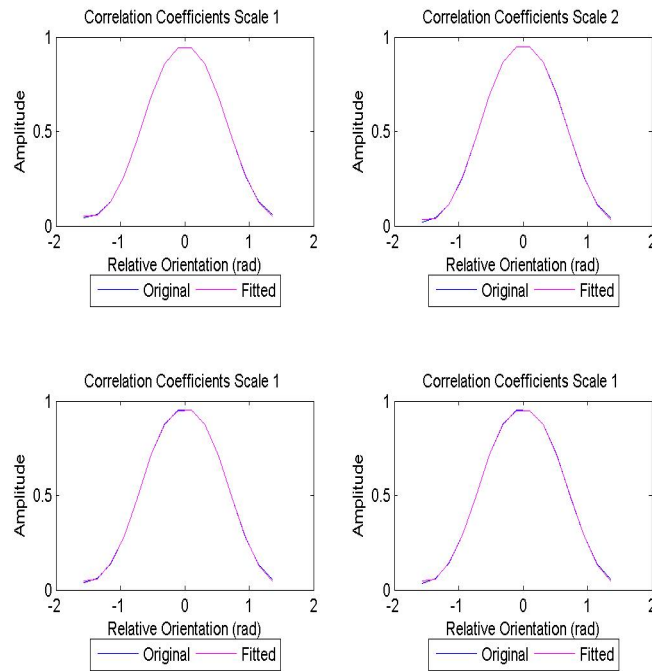 Correlation Coefficients Scale 1
1
0.5
0
Amplitude
-2
-1
0
1
2
Relative Orientation (rad)
Original Fitted
Correlation Coefficients Scale 2
1
0.5
0
Amplitude
-2
-1
0
1
2
Relative Orientation (rad)
Original Fitted
Correlation Coefficients Scale 1
1
0.5
0
Amplitude
-2
-1
0
1
2
Relative Orientation (rad)
Original Fitted
Correlation Coefficients Scale 1
1
0.5
0
Amplitude
-2
-1
0
1
2
Relative Orientation (rad)
Original Fitted